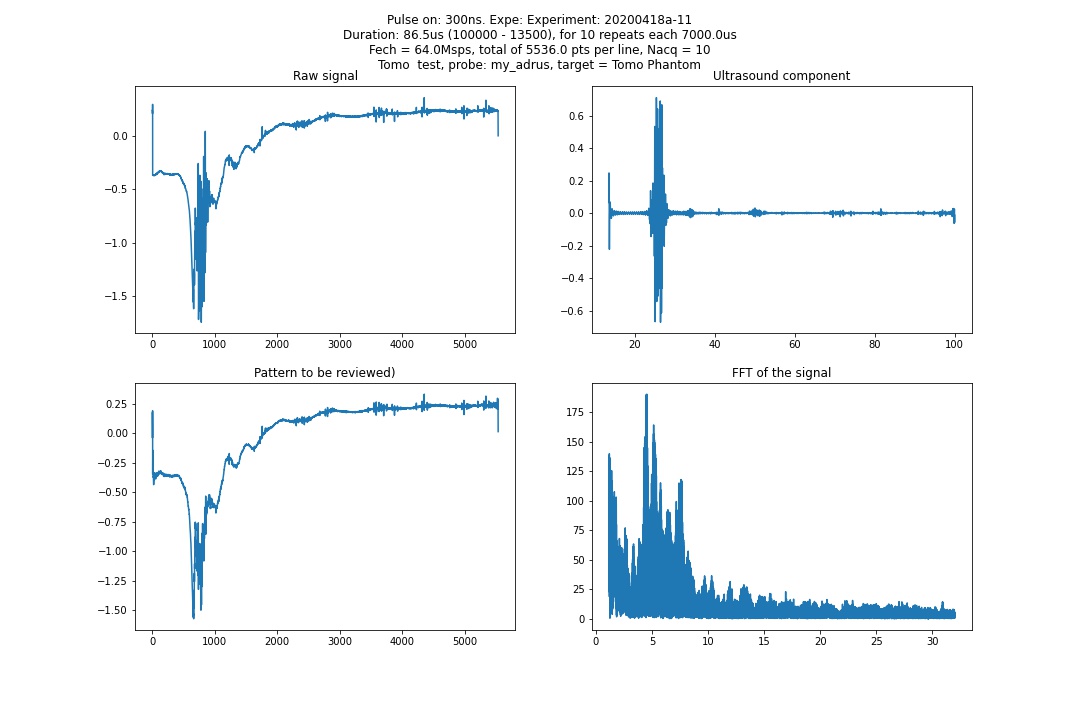 Pulse on: 300ns. Expe: Experiment: 20200418a-11
Duration: 86.5us (100000 - 13500), for 10 repeats each 7000.0us
Fech = 64.0Msps, total of 5536.0 pts per line, Nacq = 10
Tomo  test, probe: my_adrus, target = Tomo Phantom
Raw signal
0.0
−0.5
−1.0
−1.5
0 1000 2000 3000 4000 5000
Ultrasound component
0.6
0.4
0.2
0.0
−0.2
−0.4
−0.6
20 40 60 80 100
Pattern to be reviewed)
0.25
0.00
−0.25
−0.50
−0.75
−1.00
−1.25
−1.50
0 1000 2000 3000 4000 5000
FFT of the signal
175
150
125
100
75
50
25
0
0 5 10 15 20 25 30